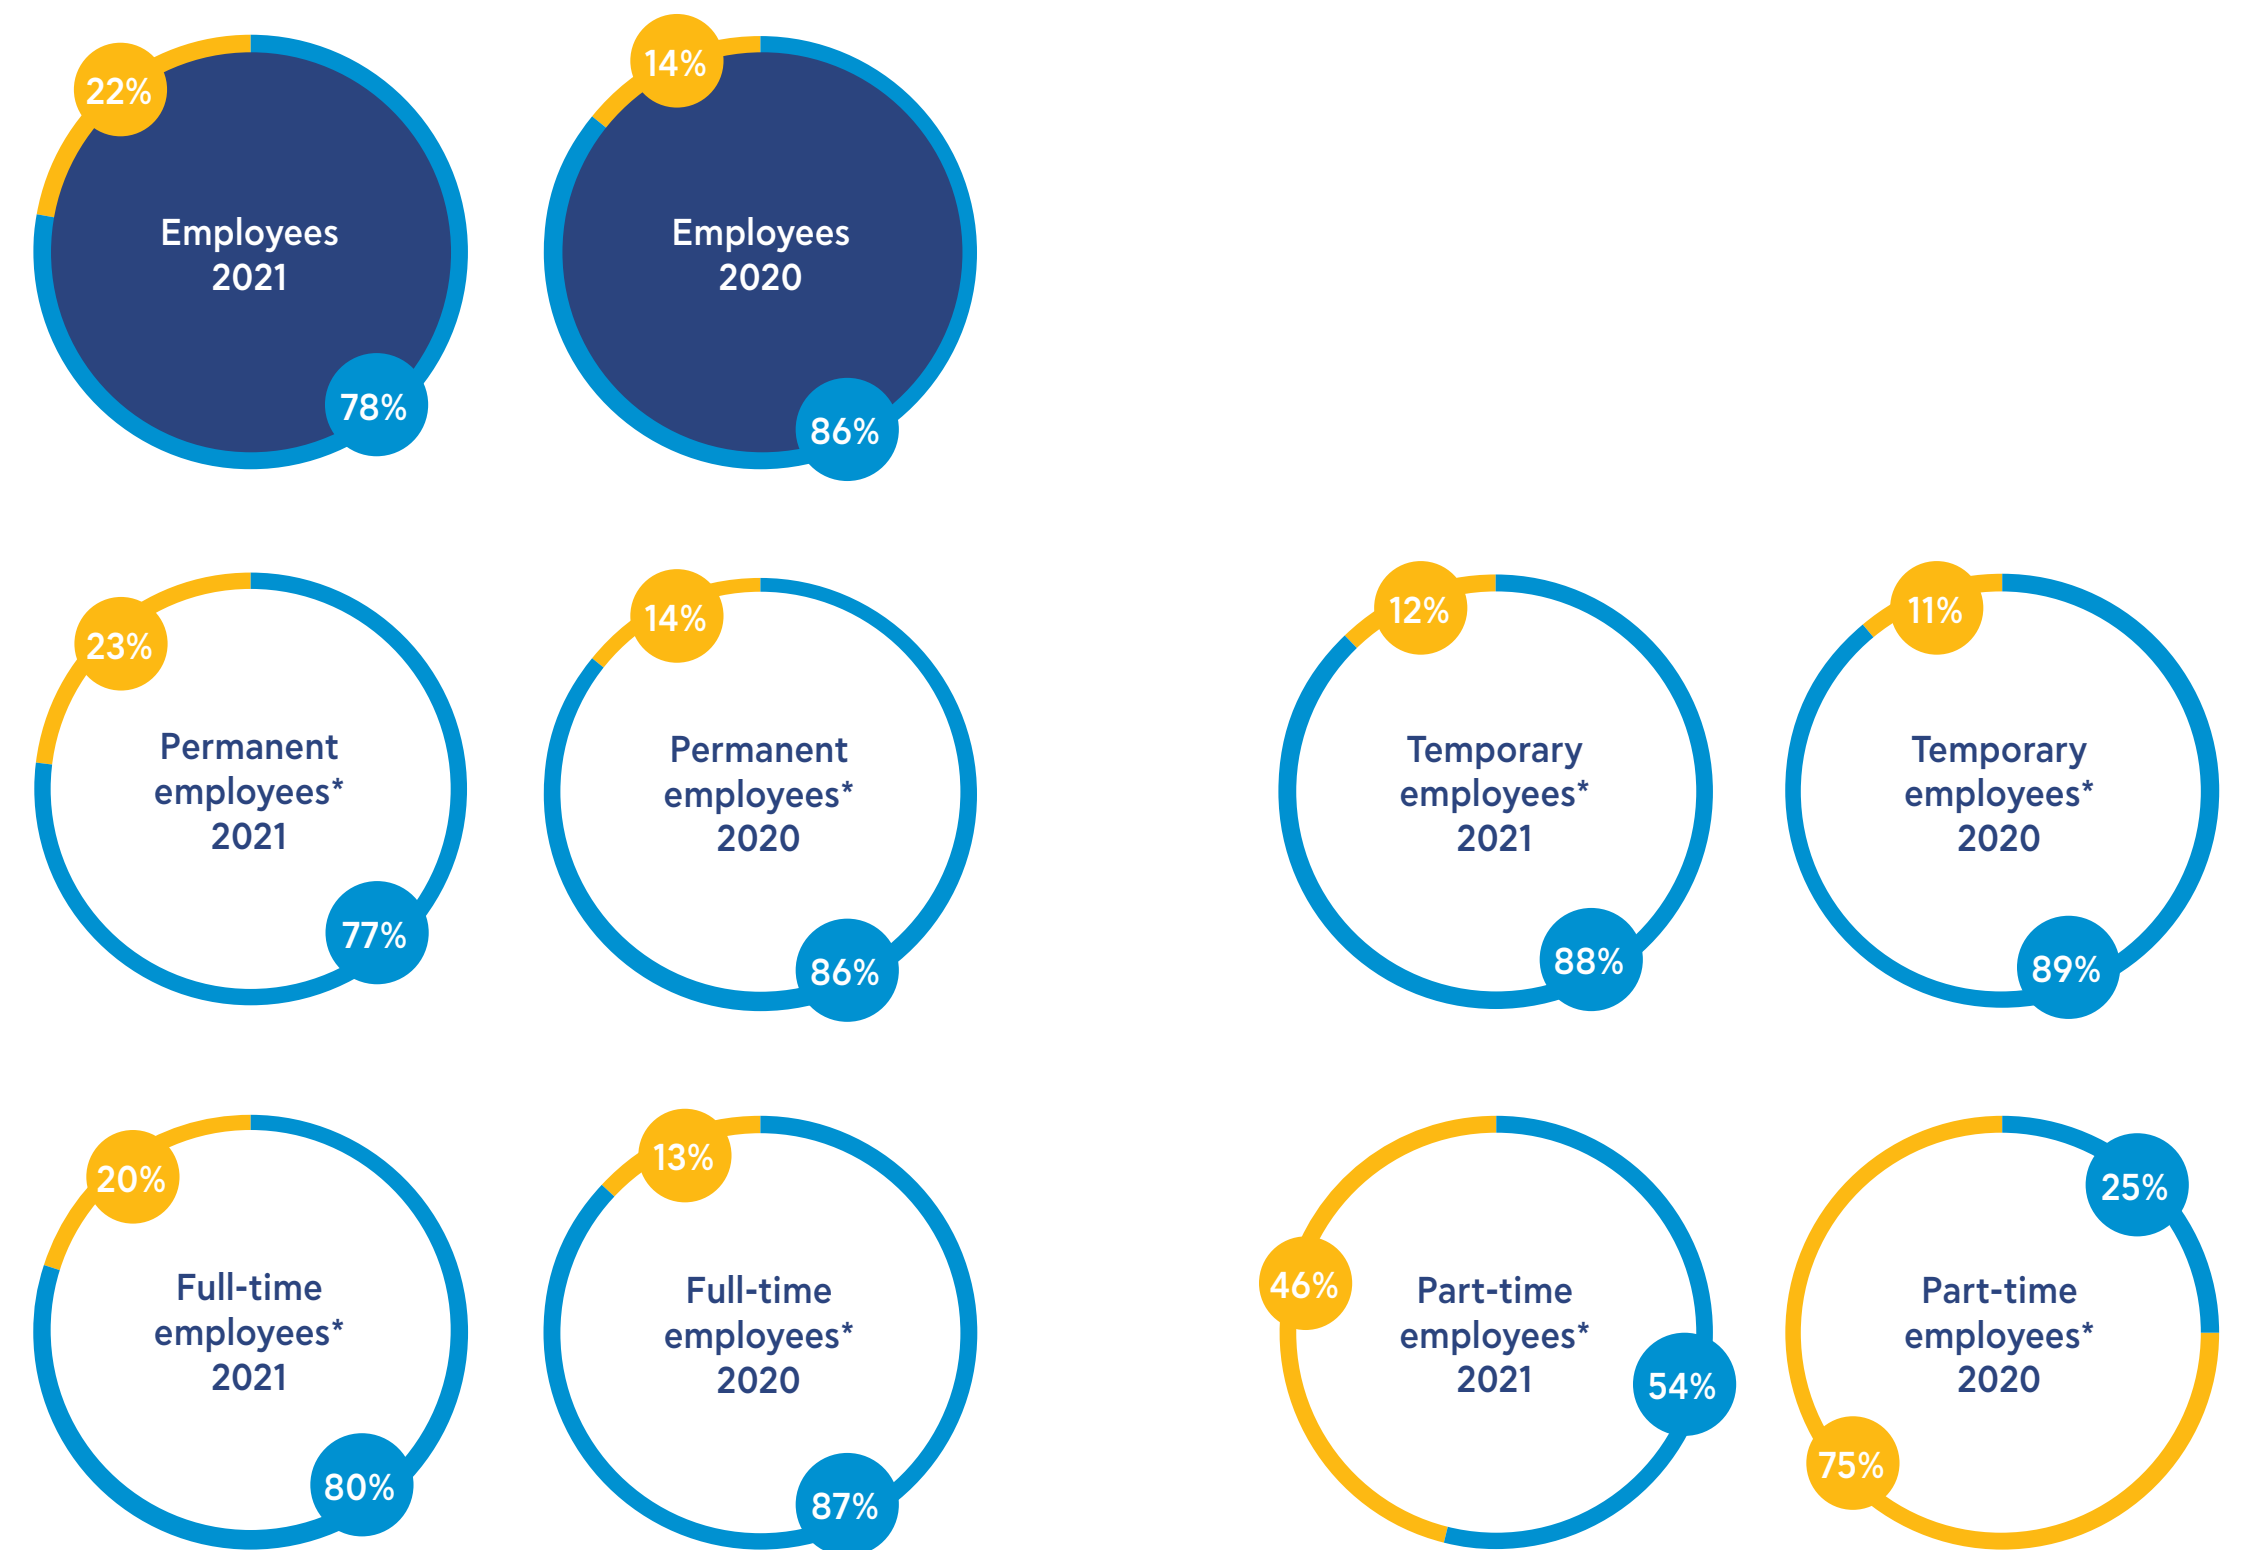 22%
Employees
2021
78%
14%
Employees
2020
86%
23%
Permanent
employees*
2021
77%
14%
Permanent
employees*
2020
86%
12%
Temporary
employees*
2021
88%
11%
Temporary
employees*
2020
89%
20%
Full-time
employees*
2021
80%
13%
Full-time
employees*
2020
87%
46%
Part-time
employees*
2021
54%
25%
Part-time
employees*
2020
75%